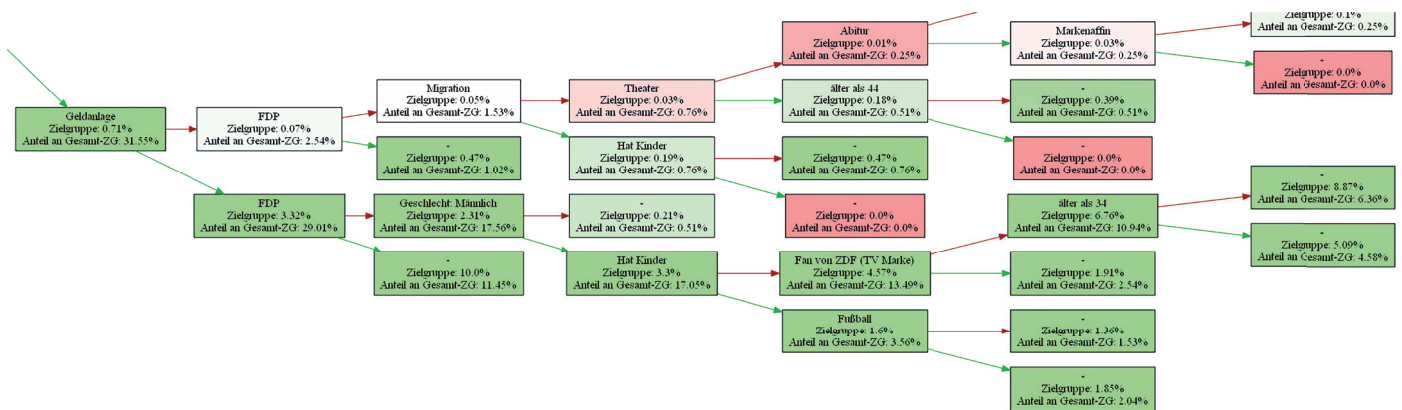 Zielgruppe: 0.1%
Anteil an Gesamt-ZG: 0.25%
Abitur
Zielgruppe: 0.01%
Anteil an Gesamt-ZG: 0.25%
Markenaffin
Zielgruppe: 0.03%
Anteil an Gesamt-ZG: 0.25%
-
Zielgruppe: 0.0%
Anteil an Gesamt-ZG: 0.0%
Migration
Zielgruppe: 0.05%
Anteil an Gesamt-ZG: 1.53%
Theater
Zielgruppe: 0.03%
Anteil an Gesamt-ZG: 0.76%
älter als 44
Zielgruppe: 0.18%
Anteil an Gesamt-ZG: 0.51%
-
Zielgruppe: 0.39%
Anteil an Gesamt-ZG: 0.51%
Geldanlage
Zielgruppe: 0.71%
Anteil an Gesamt-ZG: 31.55%
FDP
Zielgruppe: 0.07%
Anteil an Gesamt-ZG: 2.54%
-
Zielgruppe: 0.47%
Anteil an Gesamt-ZG: 1.02%
Hat Kinder
Zielgruppe: 0.19%
Anteil an Gesamt-ZG: 0.76%
-
Zielgruppe: 0.47%
Anteil an Gesamt-ZG: 0.76%
-
Zielgruppe: 0.0%
Anteil an Gesamt-ZG: 0.0%
-
Zielgruppe: 8.87%
Anteil an Gesamt-ZG: 6.36%
FDP
Zielgruppe: 3.32%
Anteil an Gesamt-ZG: 29.01%
Geschlecht: Männlich
Zielgruppe: 2.31%
Anteil an Gesamt-ZG: 17.56%
-
Zielgruppe: 0.21%
Anteil an Gesamt-ZG: 0.51%
-
Zielgruppe: 0.0%
Anteil an Gesamt-ZG: 0.0%
älter als 34
Zielgruppe: 6.76%
Anteil an Gesamt-ZG: 10.94%
-
Zielgruppe: 5.09%
Anteil an Gesamt-ZG: 4.58%
-
Zielgruppe: 10.0%
Anteil an Gesamt-ZG: 11.45%
Hat Kinder
Zielgruppe: 3.3%
Anteil an Gesamt-ZG: 17.05%
Fan von ZDF (TV Marke)
Zielgruppe: 4.57%
Anteil an Gesamt-ZG: 13.49%
-
Zielgruppe: 1.91%
Anteil an Gesamt-ZG: 2.54%
Fußball
Zielgruppe: 1.6%
Anteil an Gesamt-ZG: 3.56%
-
Zielgruppe: 1.36%
Anteil an Gesamt-ZG: 1.53%
-
Zielgruppe: 1.85%
Anteil an Gesamt-ZG: 2.04%